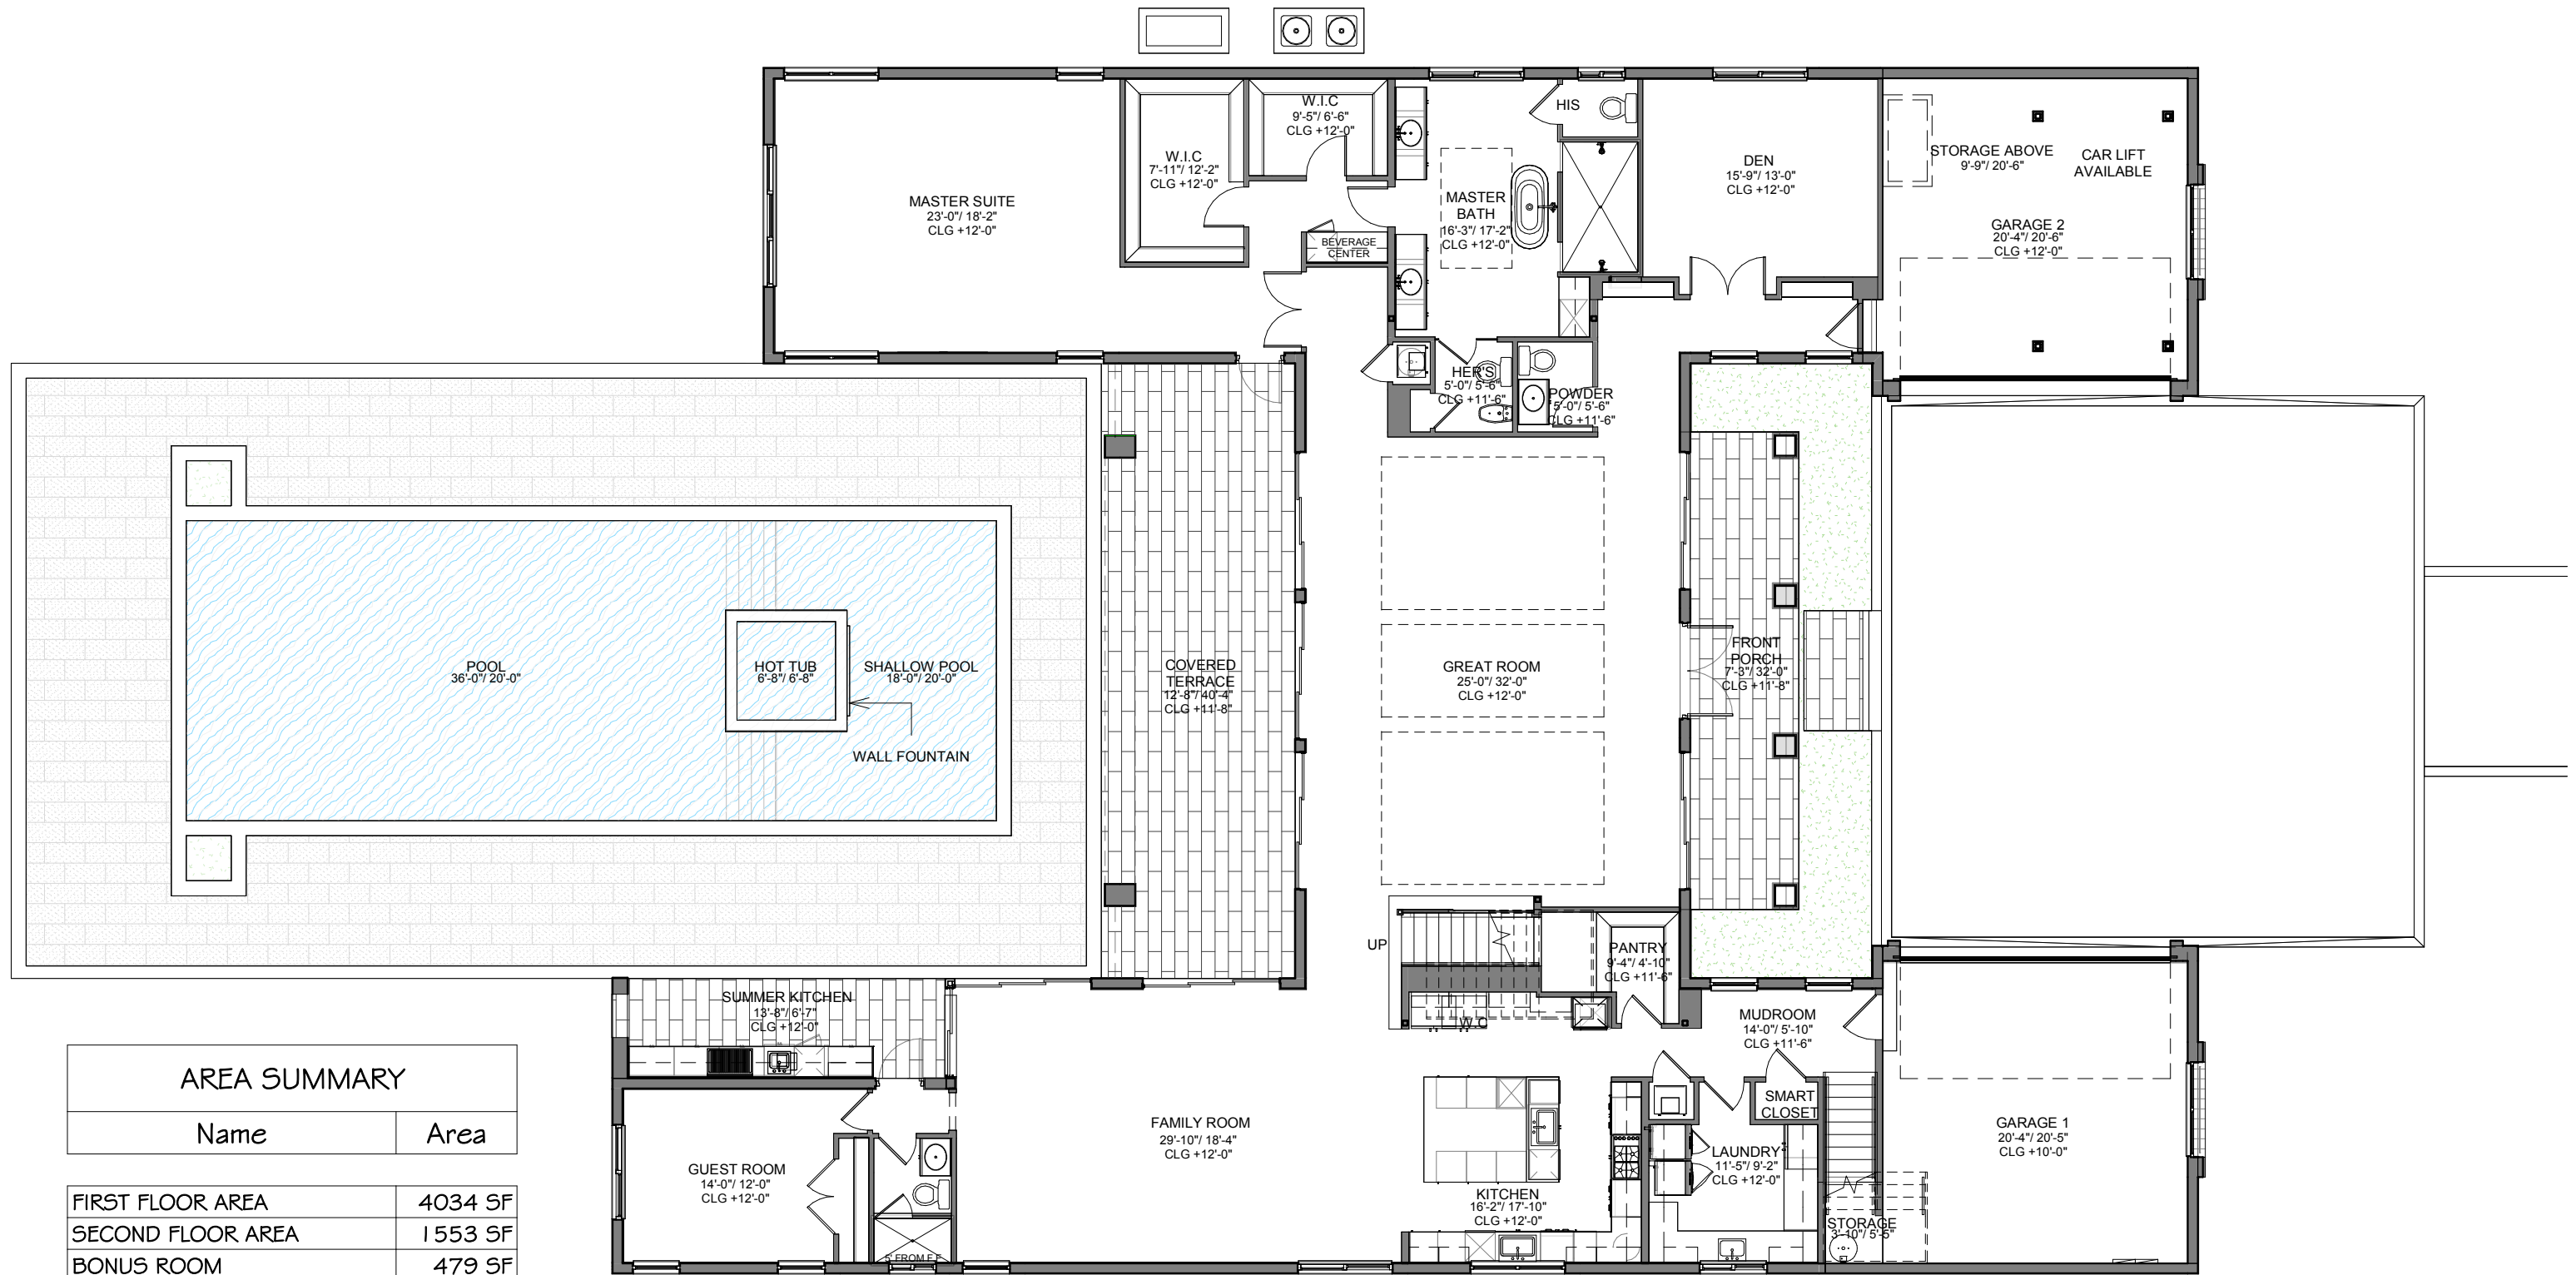 W.I.C
9'-5"/ 6'-6"
CLG +12'-0"
HIS
W.I.C
7'-11"/ 12'-2"
CLG +12'-0"
DEN
15'-9"/ 13'-0"
CLG +12'-0"
STORAGE ABOVE
9'-9"/ 20'-6"
CAR LIFT
AVAILABLE
MASTER SUITE
23'-0"/ 18'-2"
CLG +12'-0"
MASTER
BATH
16'-3"/ 17'-2"
CLG +12'-0"
GARAGE 2
20'-4"/ 20'-6"
CLG +12'-0"
BEVERAGE
CENTER
HER'S
5'-0"/ 5'-6"
CLG +11'-6"
POWDER
5'-0"/ 5'-6"
CLG +11'-6"
POOL
36'-0"/ 20'-0"
HOT TUB
6'-8"/ 6'-8"
SHALLOW POOL
18'-0"/ 20'-0"
WALL FOUNTAIN
COVERED
TERRACE
12'-8"/ 40'-4"
CLG +11'-8"
GREAT ROOM
25'-0"/ 32'-0"
CLG +12'-0"
FRONT
PORCH
7'-3"/ 32'-0"
CLG +11'-8"
UP
PANTRY
9'-4"/ 4'-10"
CLG +11'-6"
SUMMER KITCHEN
13'-8"/ 6'-7"
CLG +12'-0"
W.C
MUDROOM
14'-0"/ 5'-10"
CLG +11'-6"
SMART
CLOSET
FAMILY ROOM
29'-10"/ 18'-4"
CLG +12'-0"
GARAGE 1
20'-4"/ 20'-5"
CLG +10'-0"
LAUNDRY
11'-5"/ 9'-2"
CLG +12'-0"
GUEST ROOM
14'-0"/ 12'-0"
CLG +12'-0"
KITCHEN
16'-2"/ 17'-10"
CLG +12'-0"
STORAGE
3'-10"/ 5'-5"
5' FROM F.F
AREA SUMMARY
Name Area
FIRST FLOOR AREA 4034 SF
SECOND FLOOR AREA 1553 SF
BONUS ROOM 479 SF